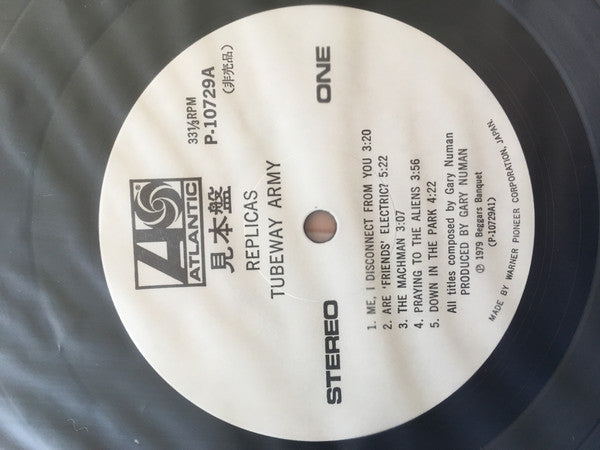 ATLANTIC
33⅓RPM
P-10729A
(非売品)
見本盤
REPLICAS
TUBEWAY ARMY
STEREO
ONE
1. ME, I DISCONNECT FROM YOU 3:20
2. ARE 'FRIENDS' ELECTRIC? 5:22
3. THE MACHMAN 3:07
4. PRAYING TO THE ALIENS 3:56
5. DOWN IN THE PARK 4:22
All titles composed by Gary Numan
PRODUCED BY GARY NUMAN
Ⓟ 1979 Beggars Banquet
(P-10729A1)
MADE BY WARNER PIONEER CORPORATION, JAPAN.